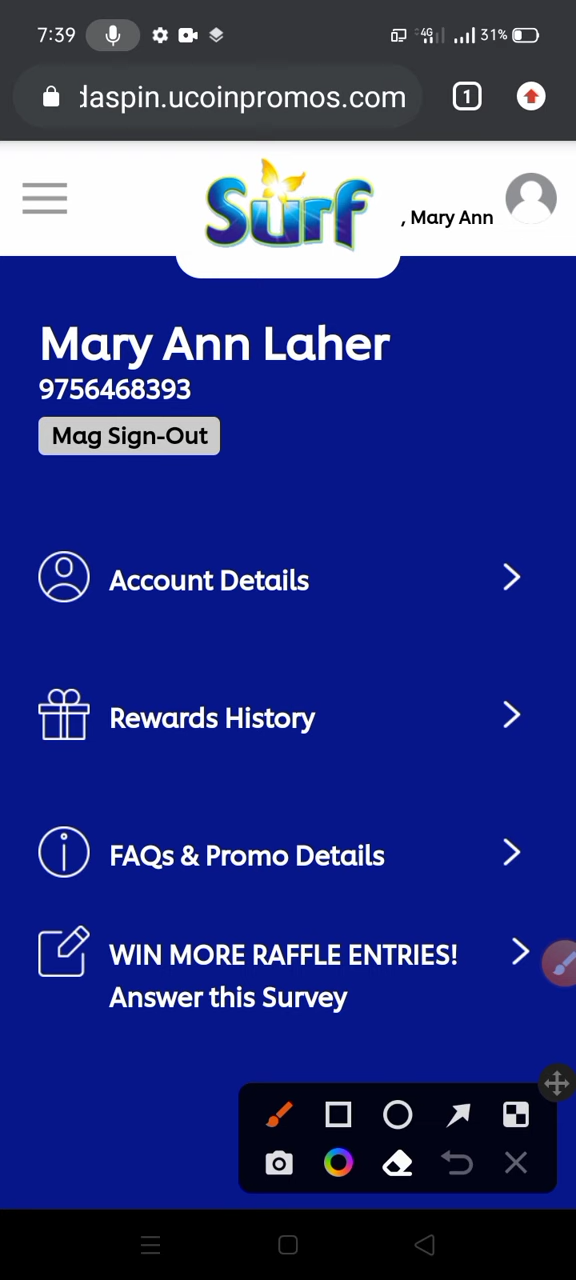 7:39
4G
31%
daspin.ucoinpromos.com
1
Surf
, Mary Ann
Mary Ann Laher
9756468393
Mag Sign-Out
Account Details
Rewards History
FAQs & Promo Details
WIN MORE RAFFLE ENTRIES!
Answer this Survey